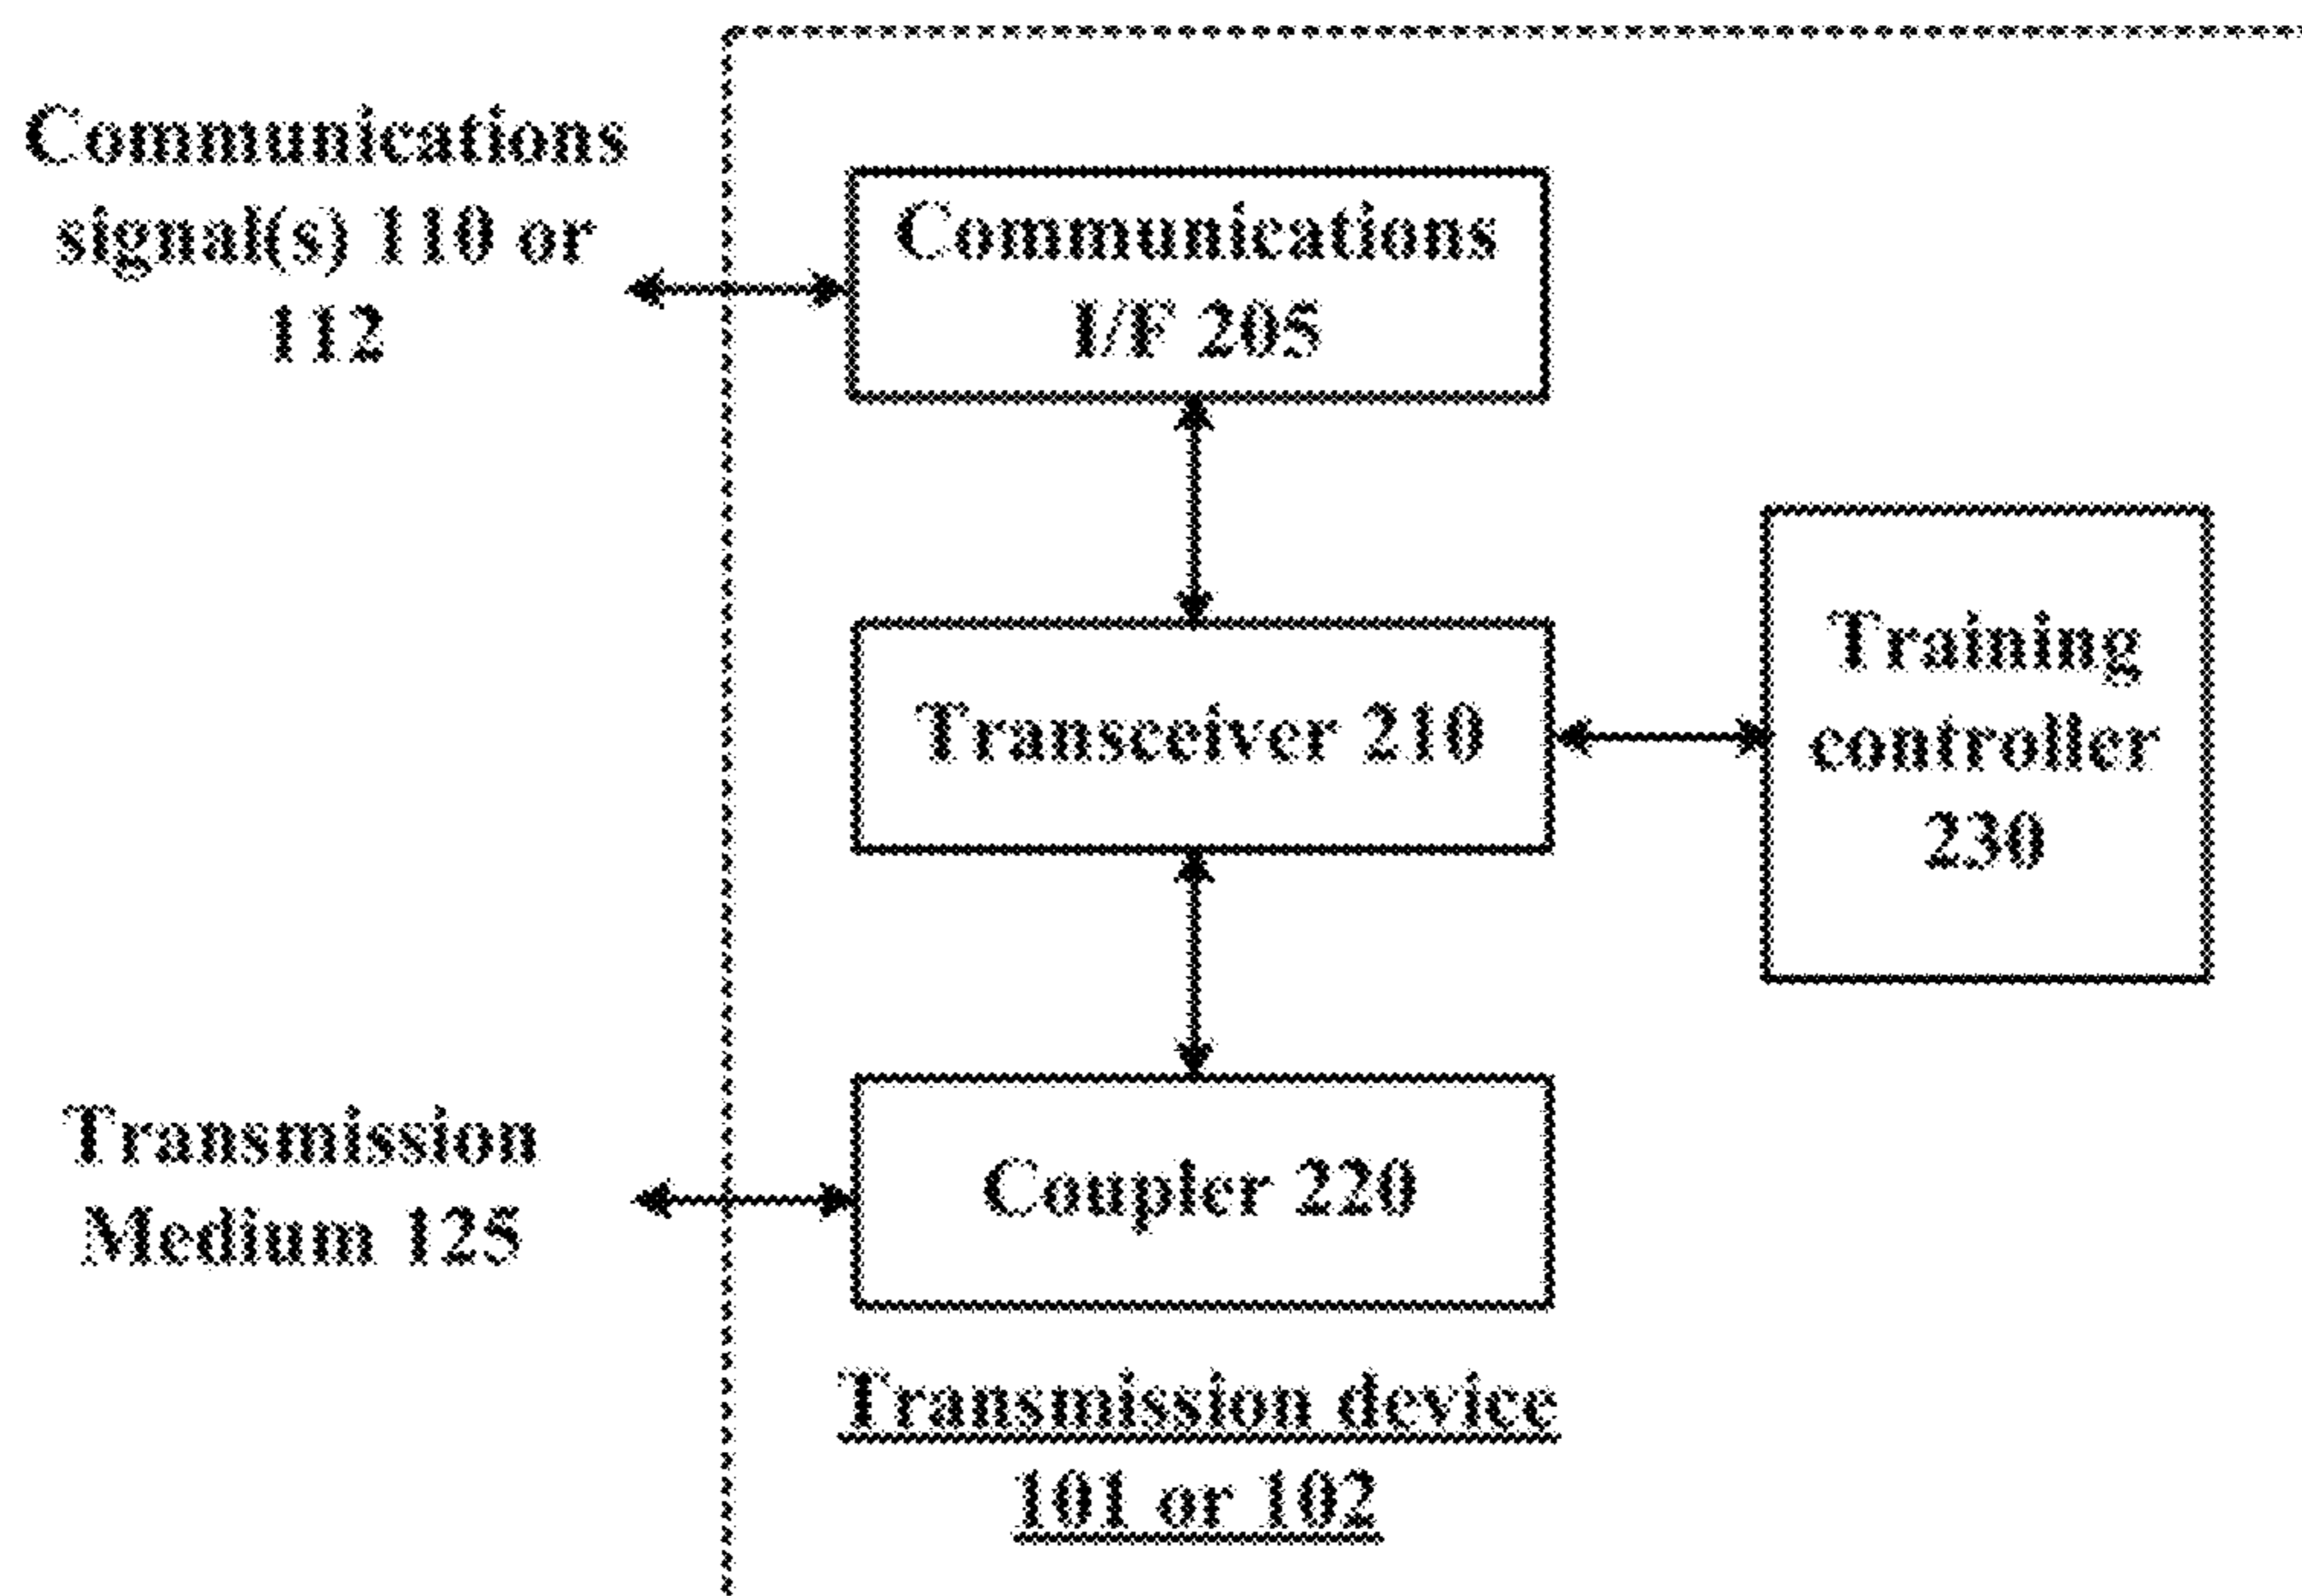 Communications
signal(s) 110 or
112
Communications
I/F 205
Transceiver 210
Training
controller
230
Transmission
Medium 125
Coupler 220
Transmission device
101 or 102